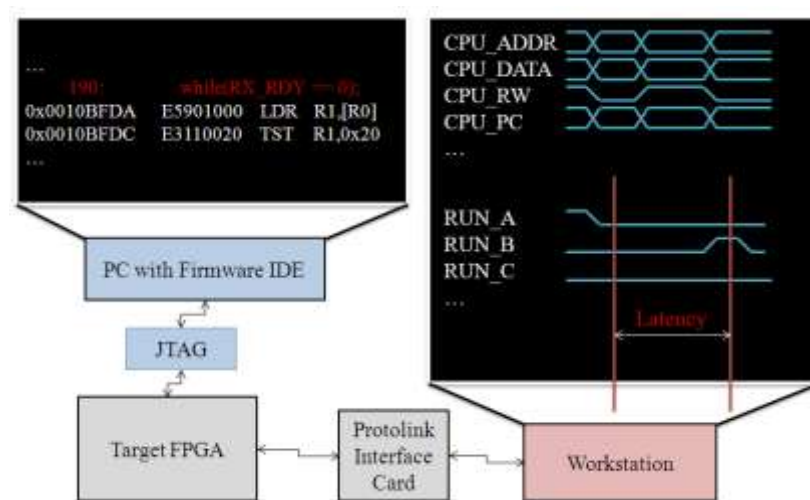 ...
190: while(RX_RDY == 0);
0x0010BFDA E5901000 LDR R1,[R0]
0x0010BFDC E3110020 TST R1,0x20
...
PC with Firmware IDE
JTAG
Target FPGA
Protolink
Interface
Card
CPU_ADDR
CPU_DATA
CPU_RW
CPU_PC
...
RUN_A
RUN_B
RUN_C
...
Latency
Workstation